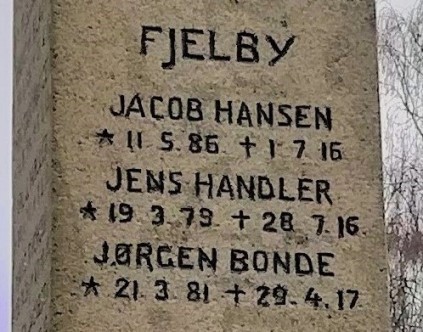 FJELBY
JACOB HANSEN
* 11 5. 86. † 1 7 16
JENS HANDLER
* 19 3. 79. † 28. 7. 16.
JØRGEN BONDE
* 21. 3 81 † 29. 4. 17